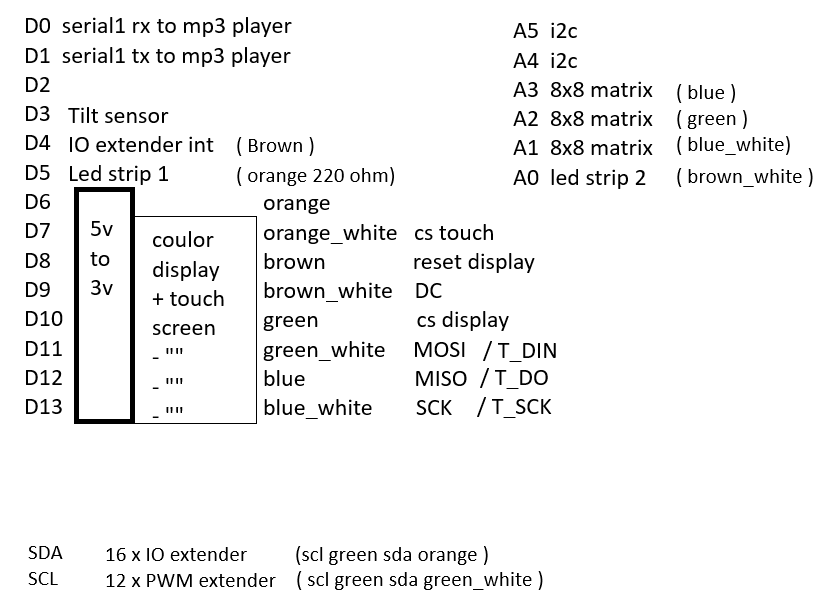 D0 serial1 rx to mp3 player
D1 serial1 tx to mp3 player
D2
D3 Tilt sensor
D4 IO extender int ( Brown )
D5 Led strip 1 ( orange 220 ohm)
D6 orange
D7 orange_white cs touch
D8 brown reset display
D9 brown_white DC
D10 green cs display
D11 green_white MOSI / T_DIN
D12 blue MISO / T_DO
D13 blue_white SCK / T_SCK
5v
to
3v
coulor
display
+ touch
screen
- ""
- ""
- ""
A5 i2c
A4 i2c
A3 8x8 matrix ( blue )
A2 8x8 matrix ( green )
A1 8x8 matrix ( blue_white)
A0 led strip 2 ( brown_white )
SDA 16 x IO extender (scl green sda orange )
SCL 12 x PWM extender ( scl green sda green_white )